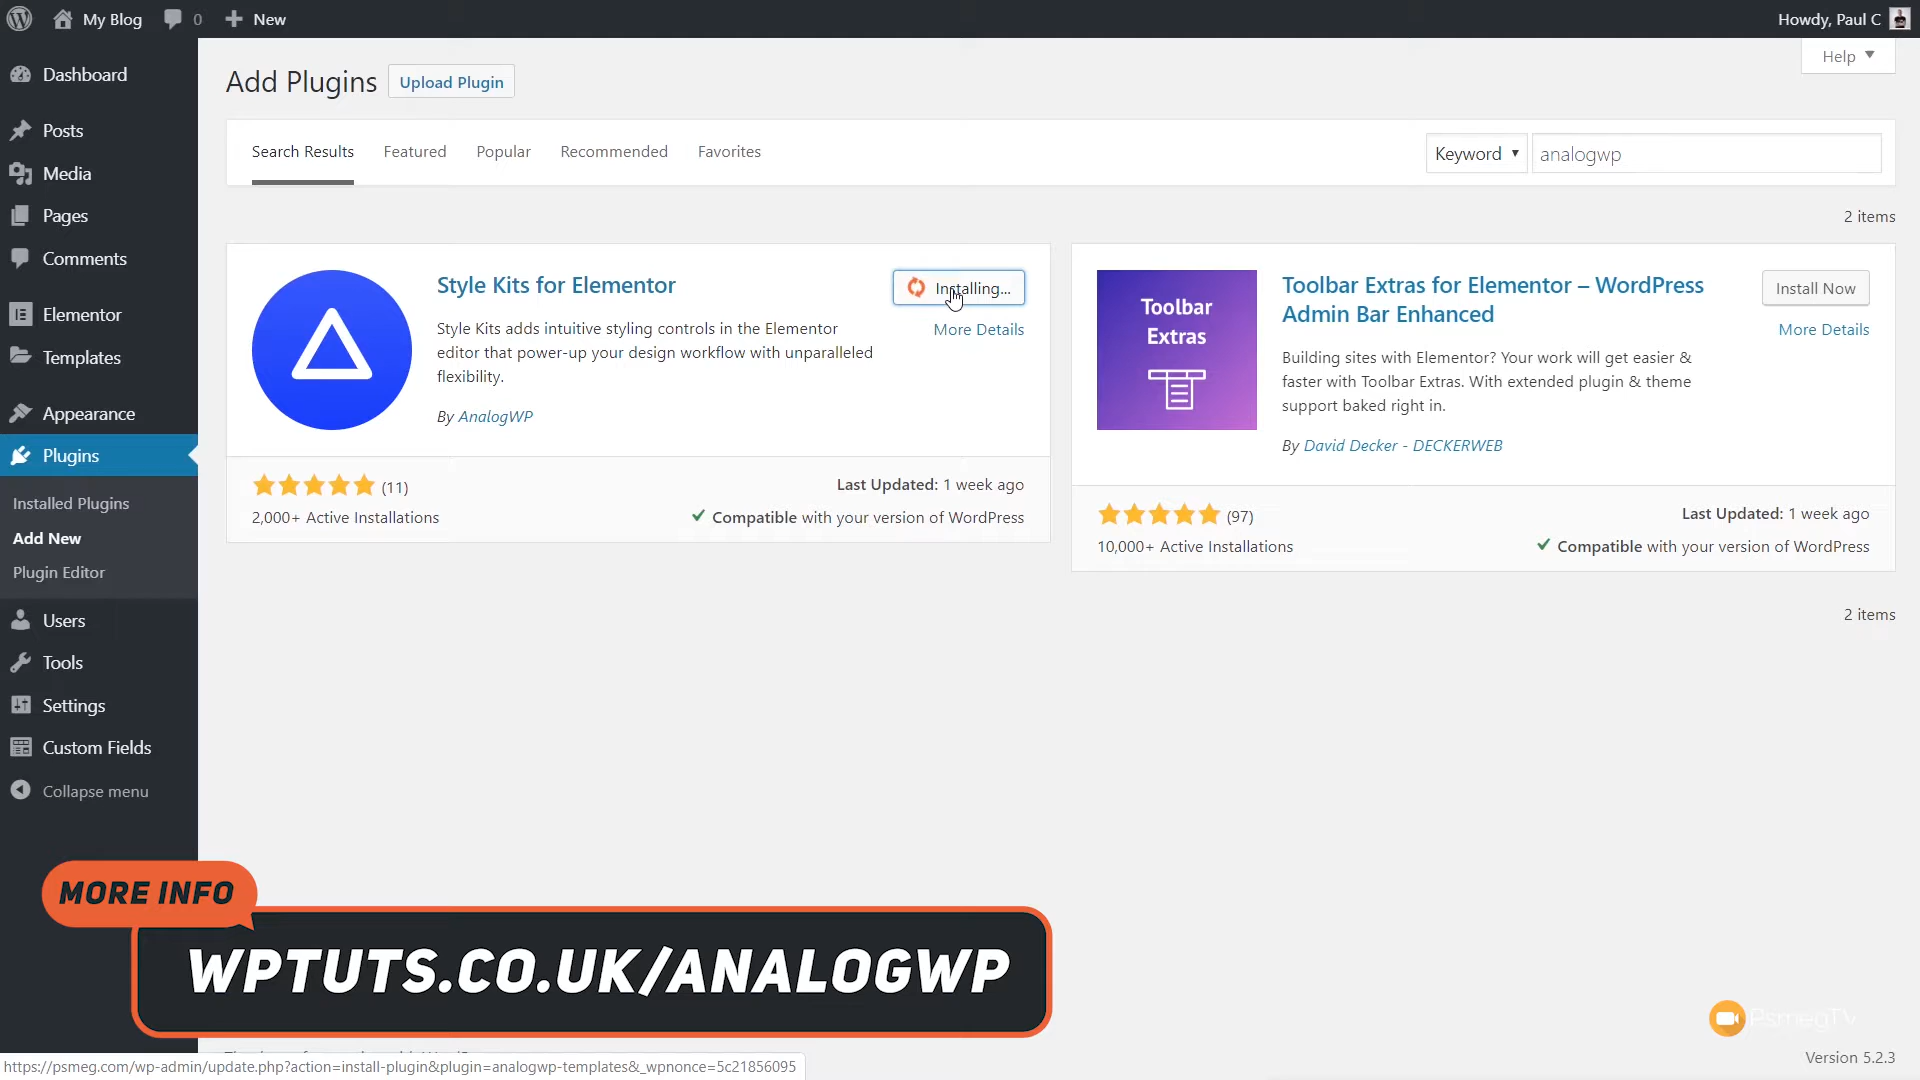 My Blog
0
New
Howdy, Paul C
Help
Dashboard
Posts
Media
Pages
Comments
Elementor
Templates
Appearance
Plugins
Installed Plugins
Add New
Plugin Editor
Users
Tools
Settings
Custom Fields
Collapse menu
Add Plugins
Upload Plugin
Search Results
Featured
Popular
Recommended
Favorites
Keyword
analogwp
2 items
Style Kits for Elementor
Installing...
More Details
Style Kits adds intuitive styling controls in the Elementor
editor that power-up your design workflow with unparalleled
flexibility.
By AnalogWP
(11)
Last Updated: 1 week ago
2,000+ Active Installations
Compatible with your version of WordPress
Toolbar
Extras
Toolbar Extras for Elementor – WordPress
Admin Bar Enhanced
Install Now
More Details
Building sites with Elementor? Your work will get easier &
faster with Toolbar Extras. With extended plugin & theme
support baked right in.
By David Decker - DECKERWEB
(97)
Last Updated: 1 week ago
10,000+ Active Installations
Compatible with your version of WordPress
2 items
MORE INFO
WPTUTS.CO.UK/ANALOGWP
PsmegTV
Version 5.2.3
https://psmeg.com/wp-admin/update.php?action=install-plugin&plugin=analogwp-templates&_wpnonce=5c21856095